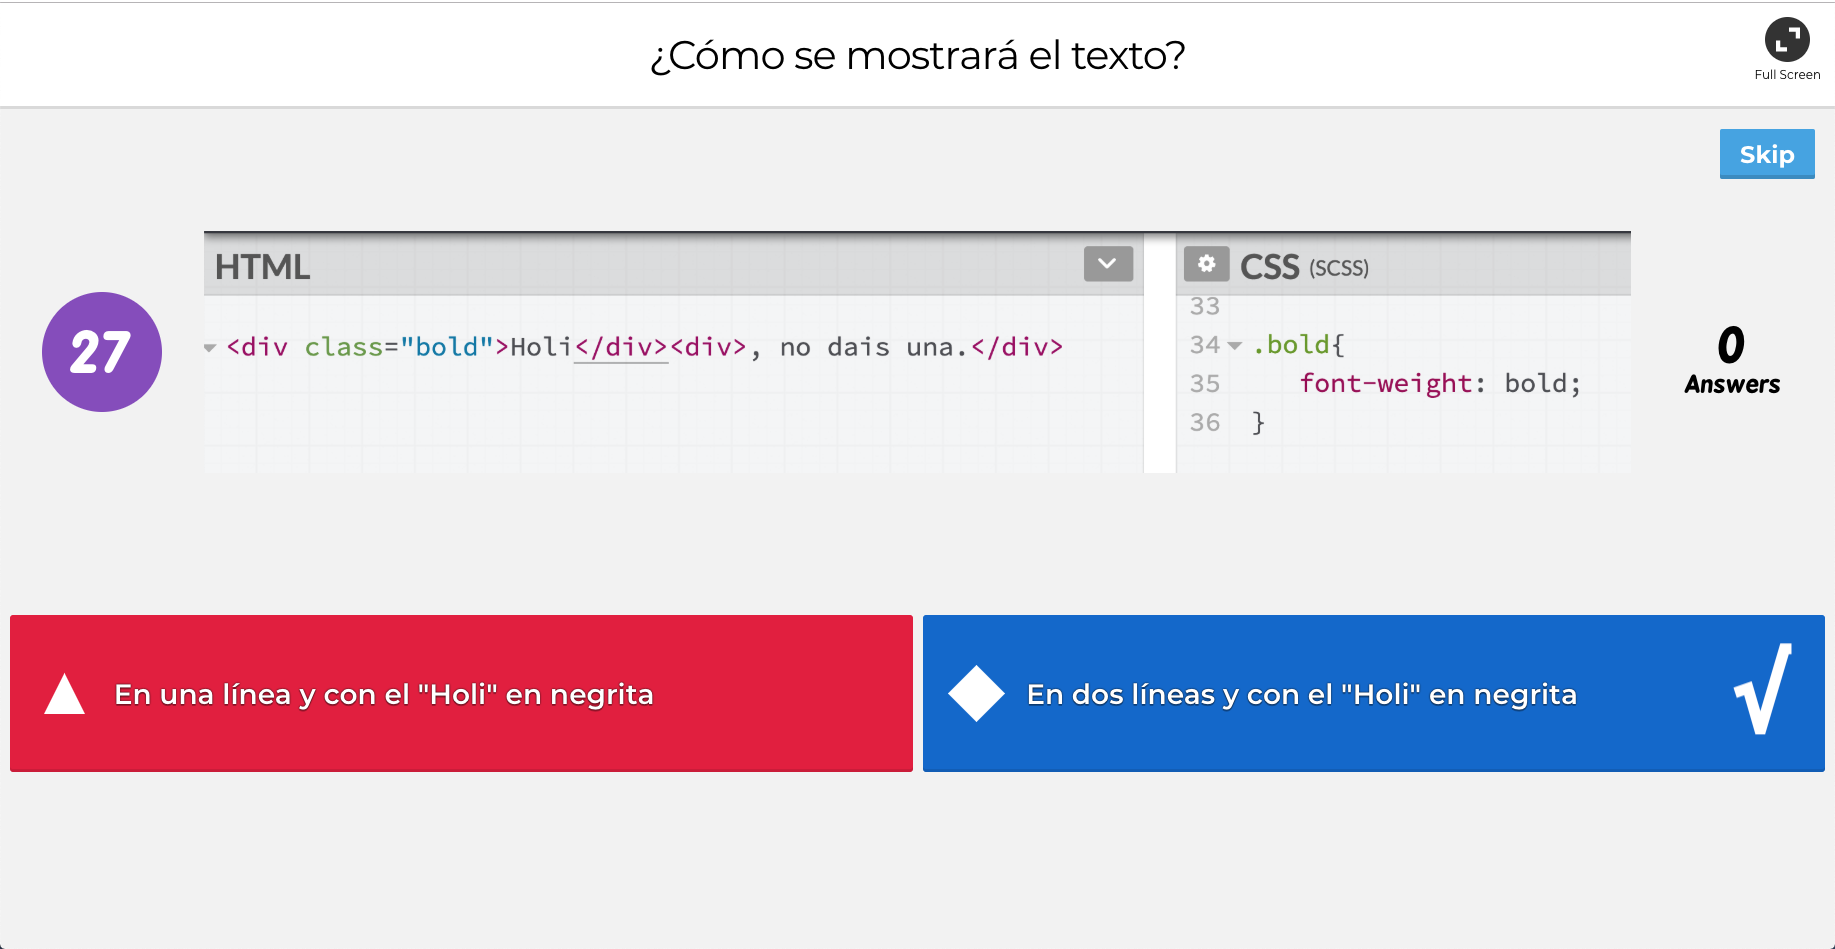 ¿Cómo se mostrará el texto?
Full Screen
Skip
27
HTML
<div class="bold">Holi</div><div>, no dais una.</div>
CSS (SCSS)
33
34 .bold{
35 font-weight: bold;
36 }
0
Answers
En una línea y con el "Holi" en negrita
En dos líneas y con el "Holi" en negrita